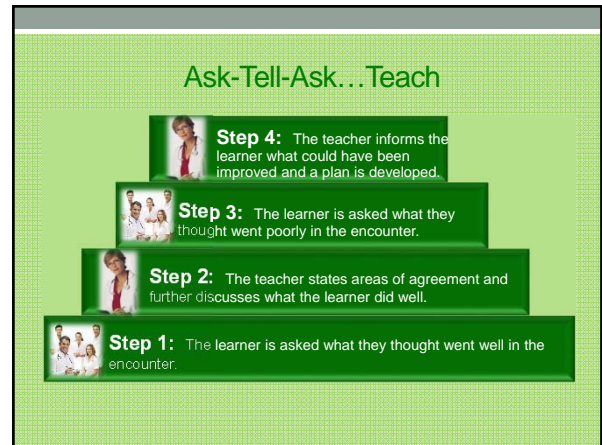 Ask-Tell-Ask…Teach
Step 4: The teacher informs the
learner what could have been
improved and a plan is developed.
Step 3: The learner is asked what they
thought went poorly in the encounter.
Step 2: The teacher states areas of agreement and
further discusses what the learner did well.
Step 1: The learner is asked what they thought went well in the
encounter.